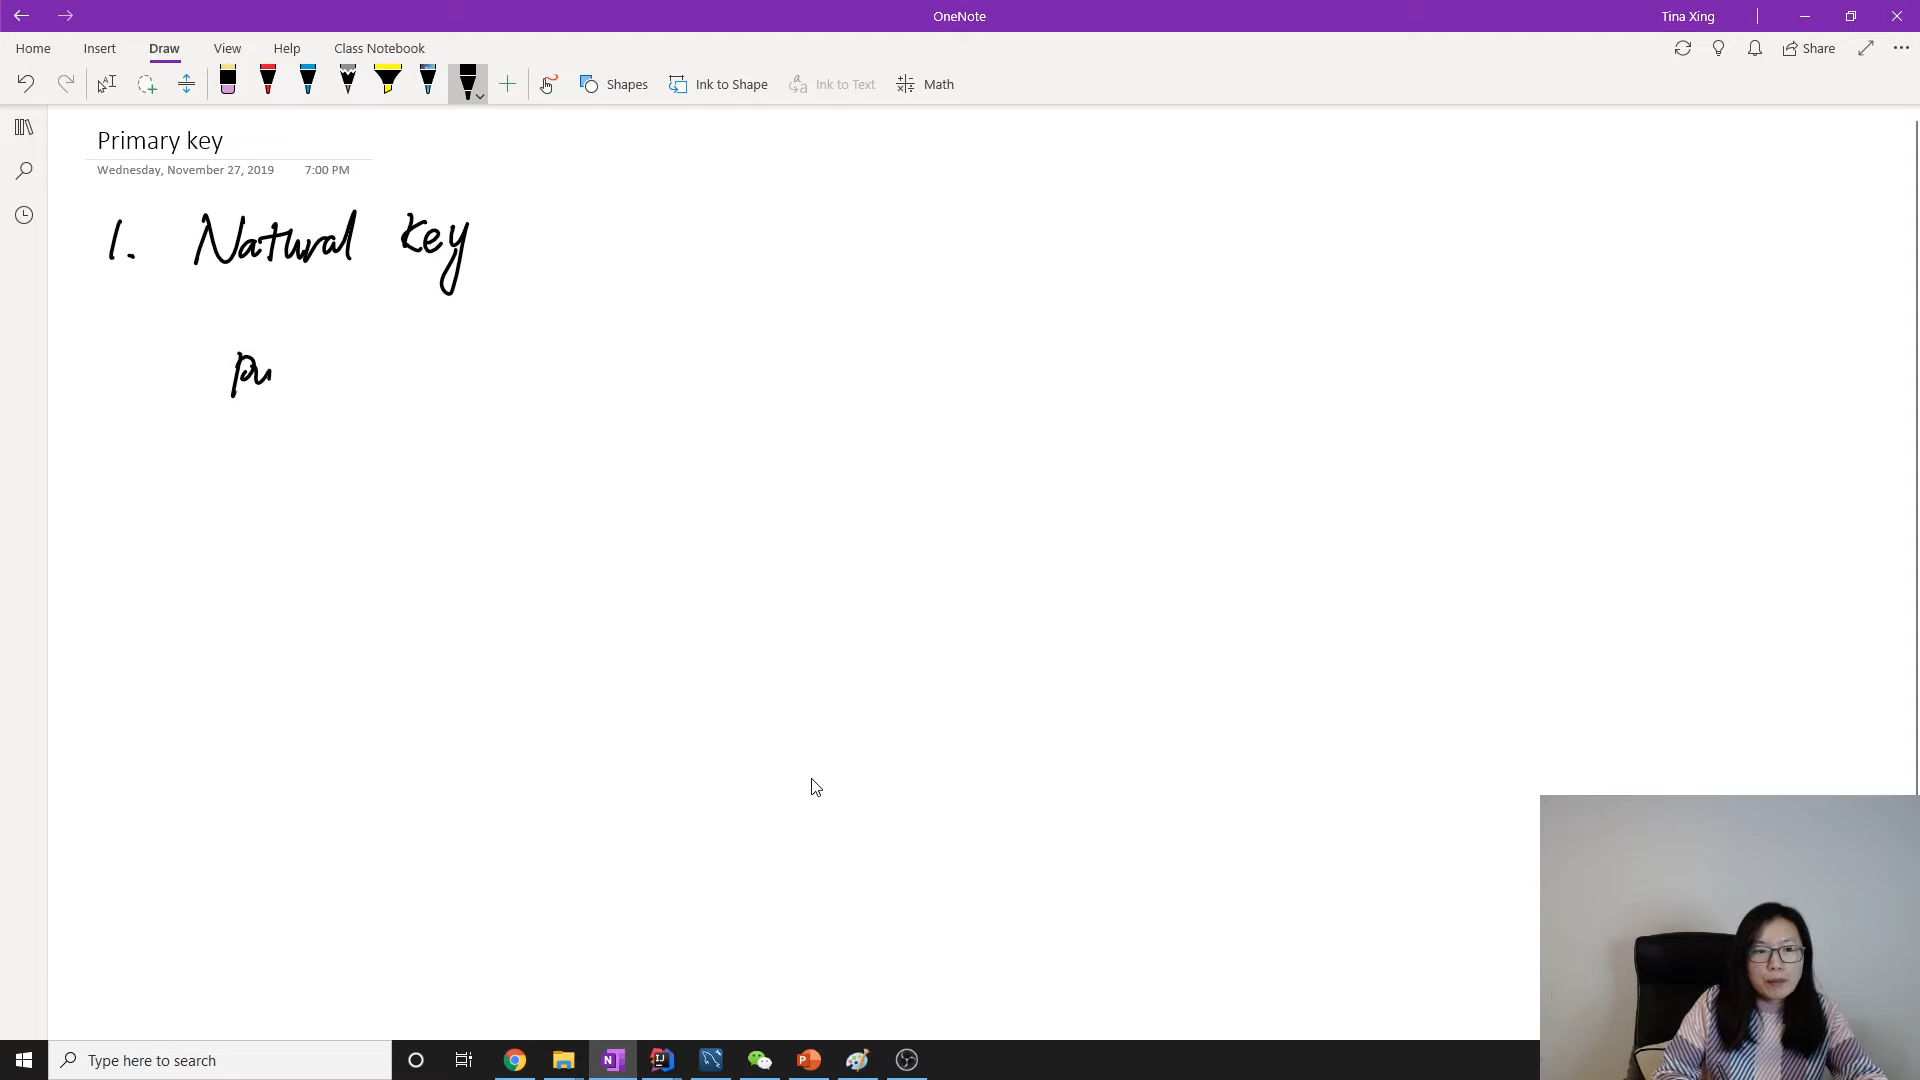 OneNote
Tina Xing
Home Insert Draw View Help Class Notebook
Share
Shapes Ink to Shape Ink to Text Math
Primary key
Wednesday, November 27, 2019 7:00 PM
1. Natural Key
Type here to search